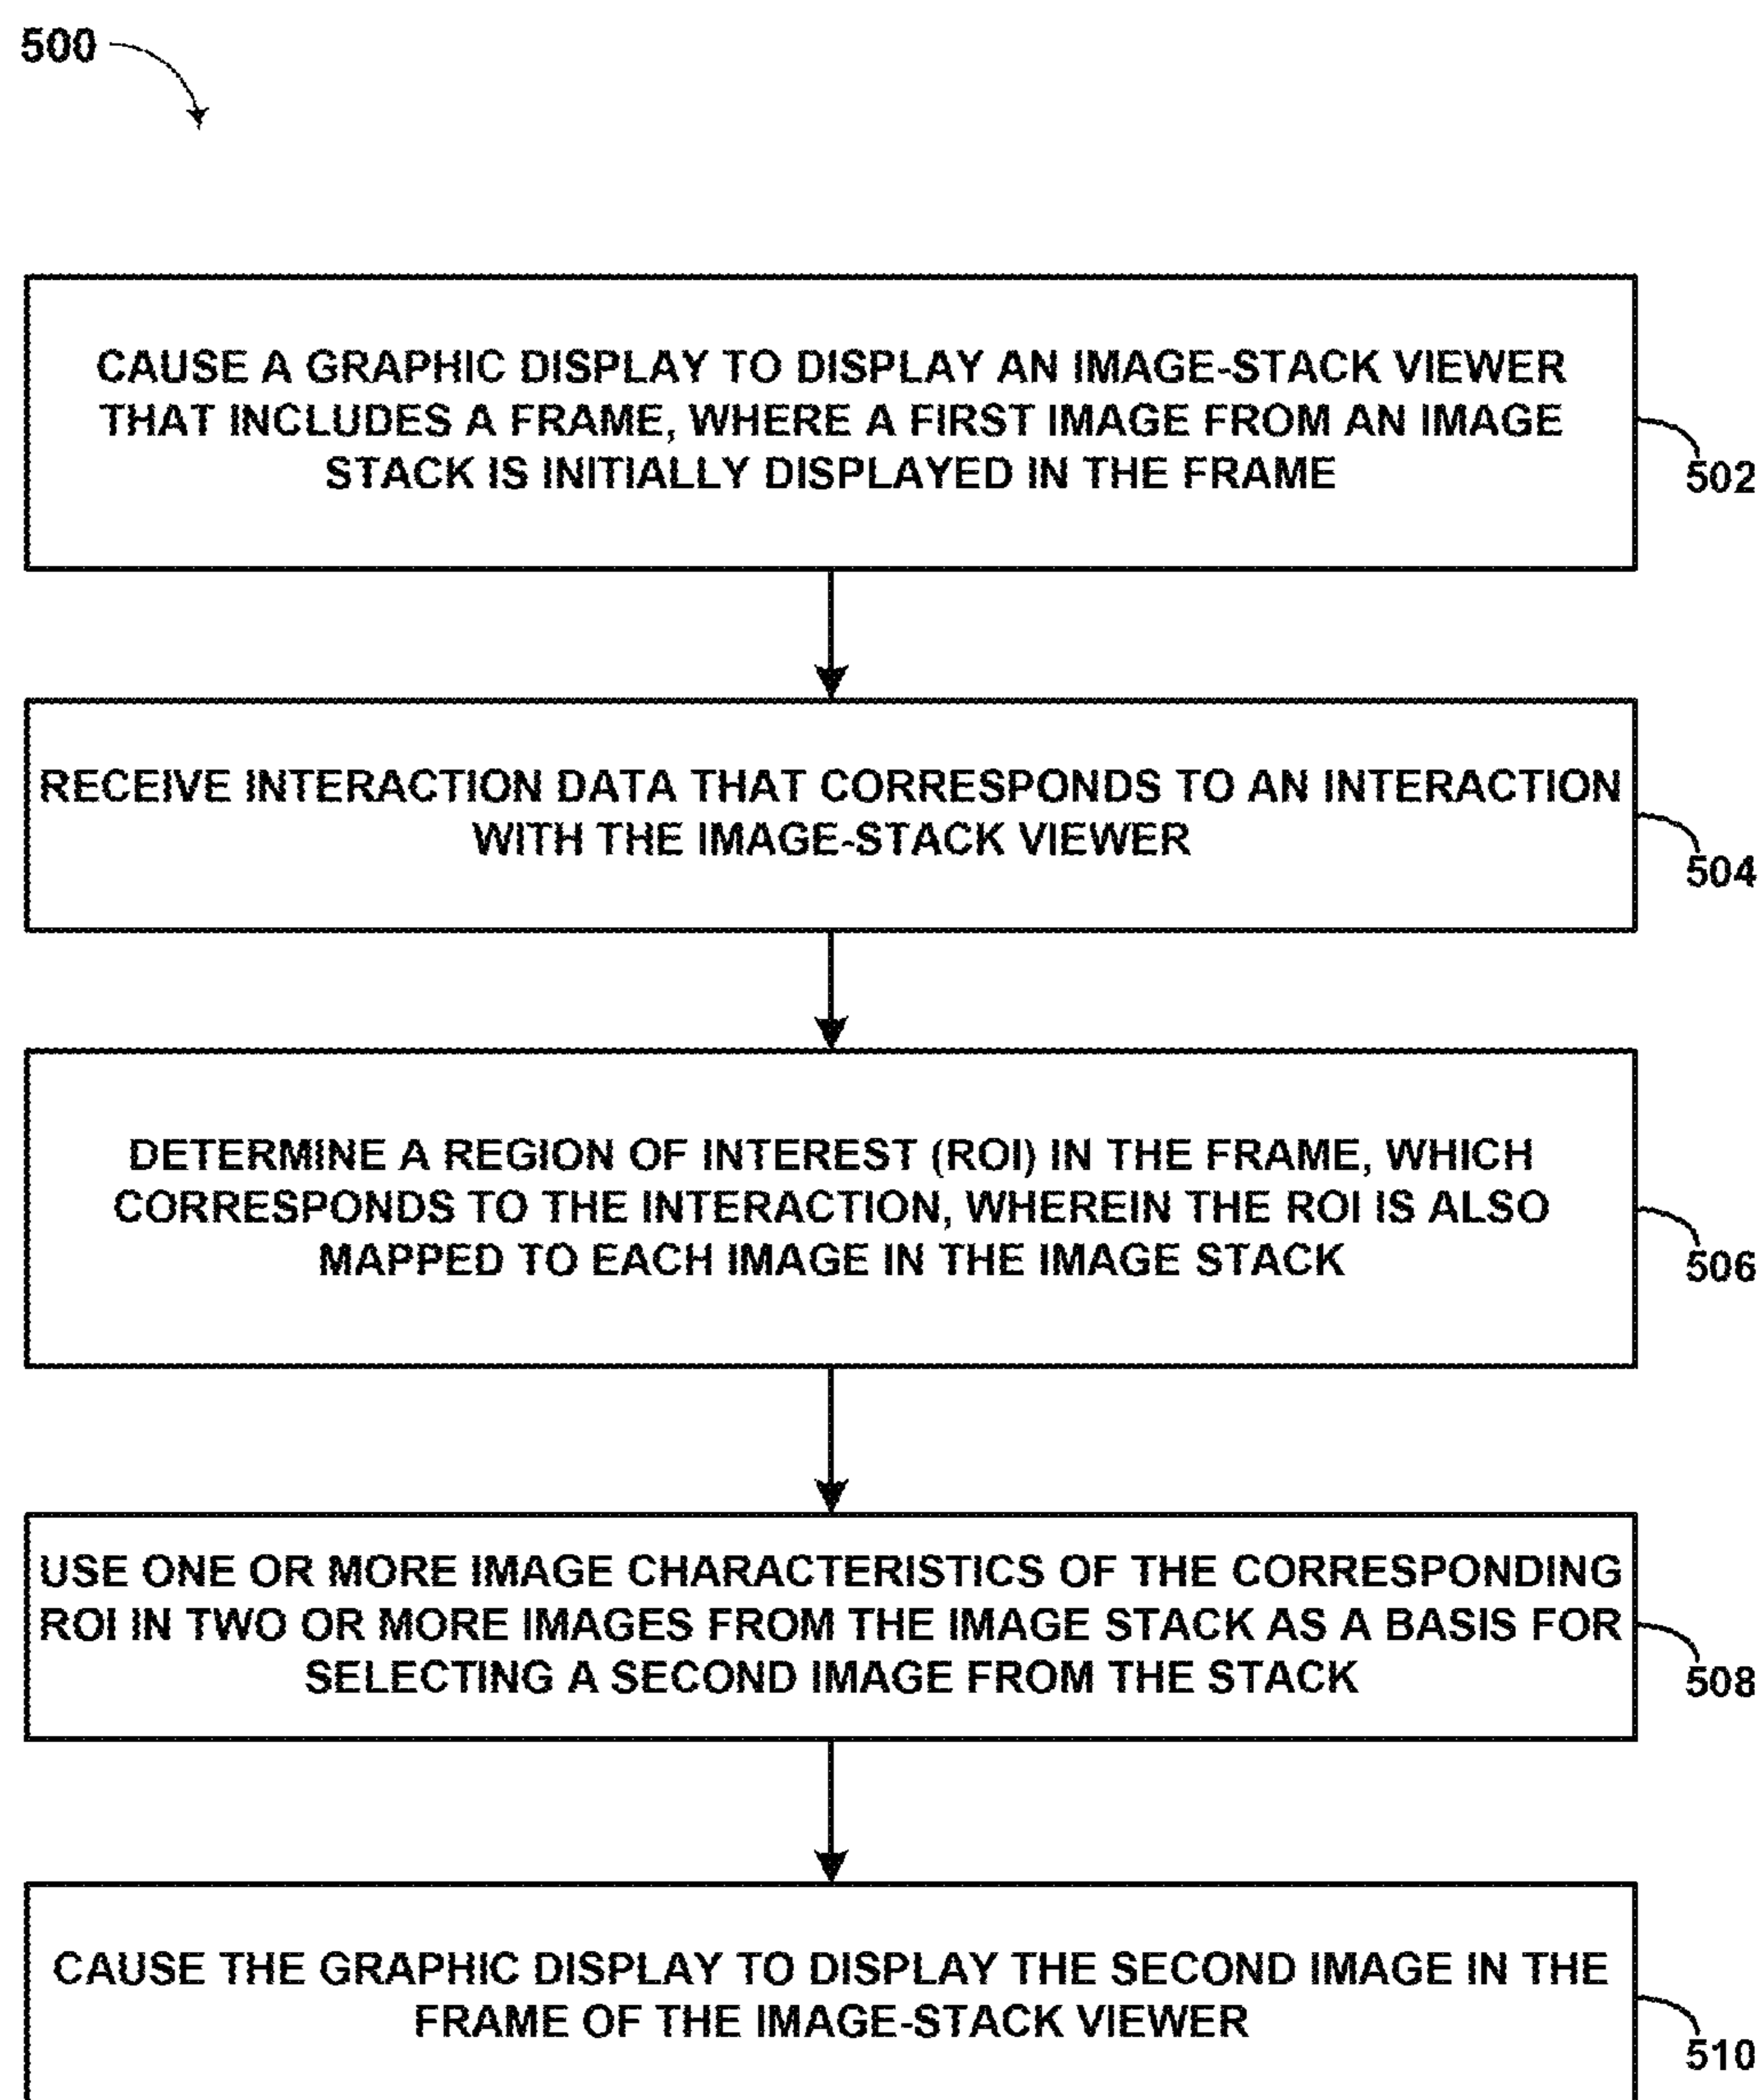 500
CAUSE A GRAPHIC DISPLAY TO DISPLAY AN IMAGE-STACK VIEWER
THAT INCLUDES A FRAME, WHERE A FIRST IMAGE FROM AN IMAGE
STACK IS INITIALLY DISPLAYED IN THE FRAME
502
RECEIVE INTERACTION DATA THAT CORRESPONDS TO AN INTERACTION
WITH THE IMAGE-STACK VIEWER
504
DETERMINE A REGION OF INTEREST (ROI) IN THE FRAME, WHICH
CORRESPONDS TO THE INTERACTION, WHEREIN THE ROI IS ALSO
MAPPED TO EACH IMAGE IN THE IMAGE STACK
506
USE ONE OR MORE IMAGE CHARACTERISTICS OF THE CORRESPONDING
ROI IN TWO OR MORE IMAGES FROM THE IMAGE STACK AS A BASIS FOR
SELECTING A SECOND IMAGE FROM THE STACK
508
CAUSE THE GRAPHIC DISPLAY TO DISPLAY THE SECOND IMAGE IN THE
FRAME OF THE IMAGE-STACK VIEWER
510